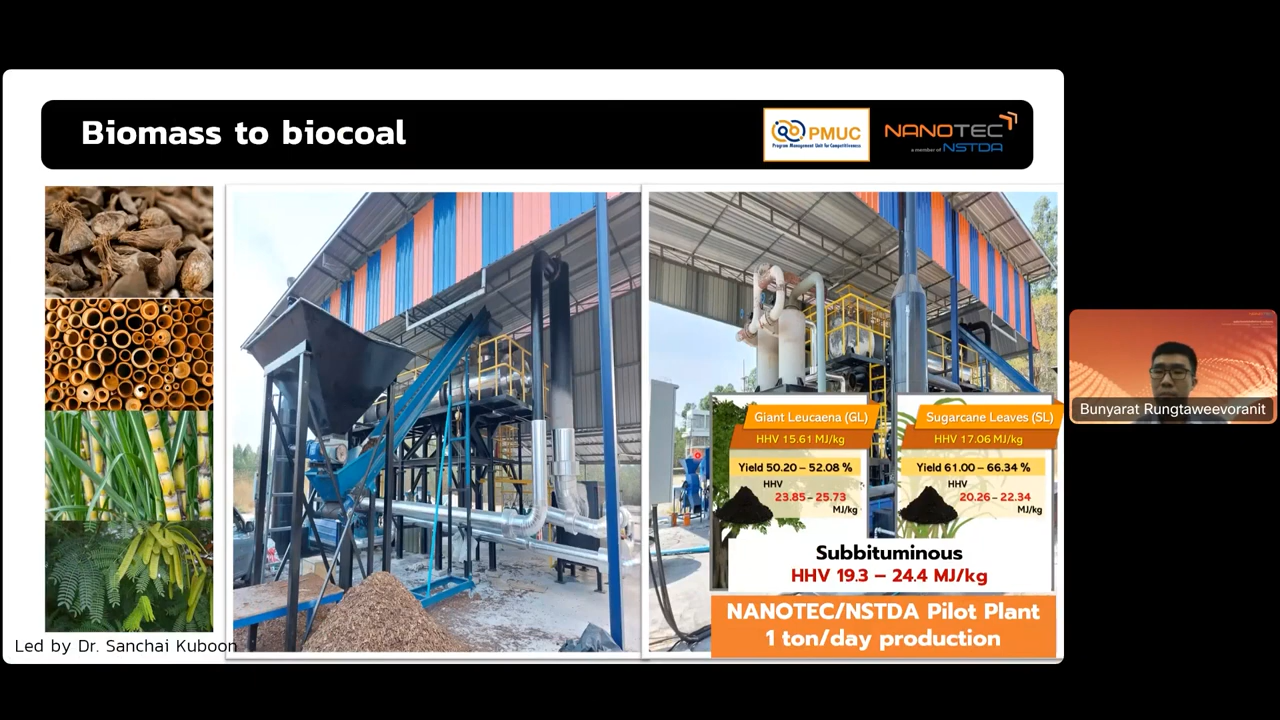 Biomass to biocoal
PMUC
Program Management Unit for Competitiveness
NANOTEC
a member of NSTDA
Giant Leucaena (GL)
HHV 15.61 MJ/kg
Yield 50.20 – 52.08 %
HHV
23.85 – 25.73
MJ/kg
Sugarcane Leaves (SL)
HHV 17.06 MJ/kg
Yield 61.00 – 66.34 %
HHV
20.26 – 22.34
MJ/kg
Subbituminous
HHV 19.3 – 24.4 MJ/kg
NANOTEC/NSTDA Pilot Plant
1 ton/day production
Led by Dr. Sanchai Kuboon
Bunyarat Rungtaweevoranit